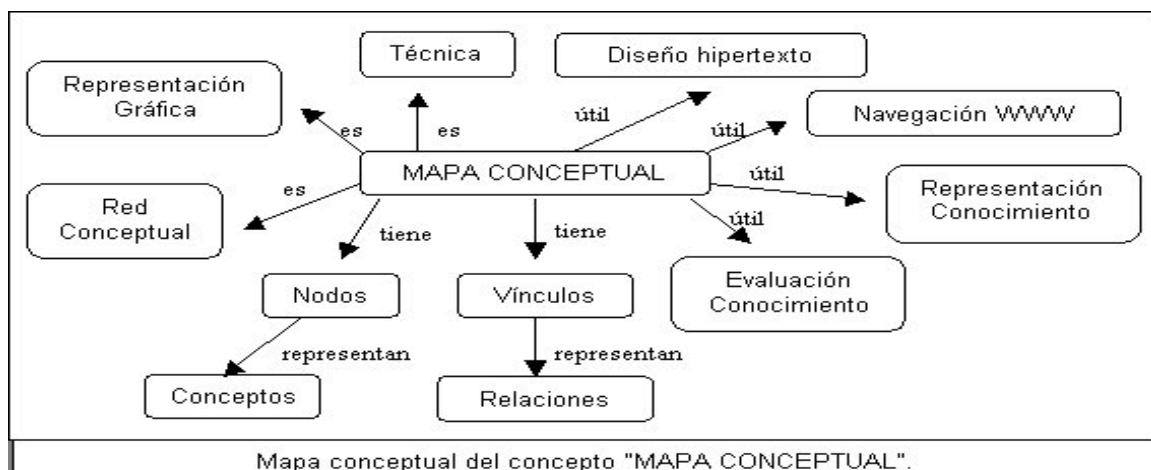 Técnica
Diseño hipertexto
Representación
Gráfica
Navegación WWW
es
es
útil
útil
MAPA CONCEPTUAL
útil
Representación
Conocimiento
es
Red
Conceptual
tiene
tiene
útil
Nodos
Vínculos
Evaluación
Conocimiento
representan
representan
Conceptos
Relaciones
Mapa conceptual del concepto "MAPA CONCEPTUAL".